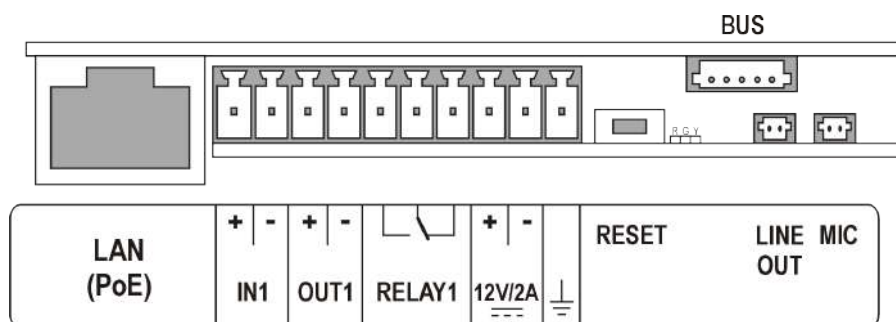 BUS
R G Y
+ - + - + -
LAN
(PoE)
IN1
OUT1
RELAY1
12V/2A
RESET
LINE
OUT
MIC